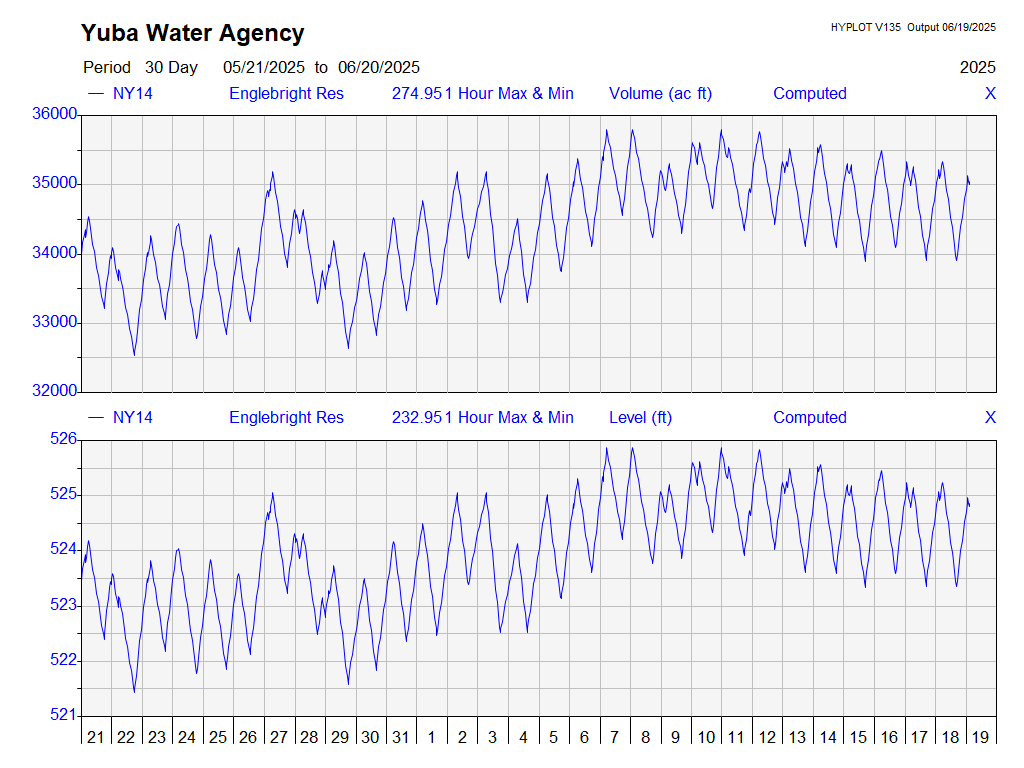 Yuba Water Agency
HYPLOT V135 Output 06/19/2025
Period 30 Day 05/21/2025 to 06/20/2025 2025
NY14 Englebright Res 274.951 Hour Max & Min Volume (ac ft) Computed X
36000
35000
34000
33000
32000
NY14 Englebright Res 232.951 Hour Max & Min Level (ft) Computed X
526
525
524
523
522
521
21 22 23 24 25 26 27 28 29 30 31 1 2 3 4 5 6 7 8 9 10 11 12 13 14 15 16 17 18 19